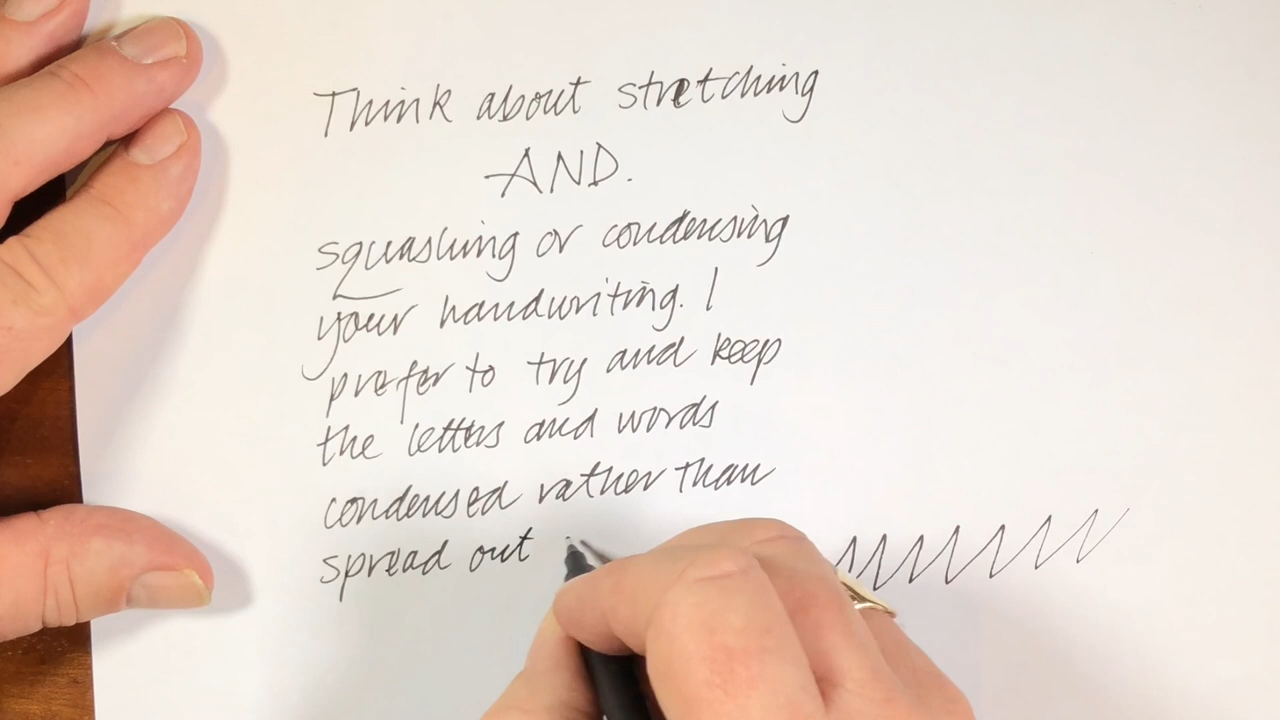 Think about stretching
AND.
squashing or condensing
your handwriting. I
prefer to try and keep
the letters and words
condensed rather than
spread out